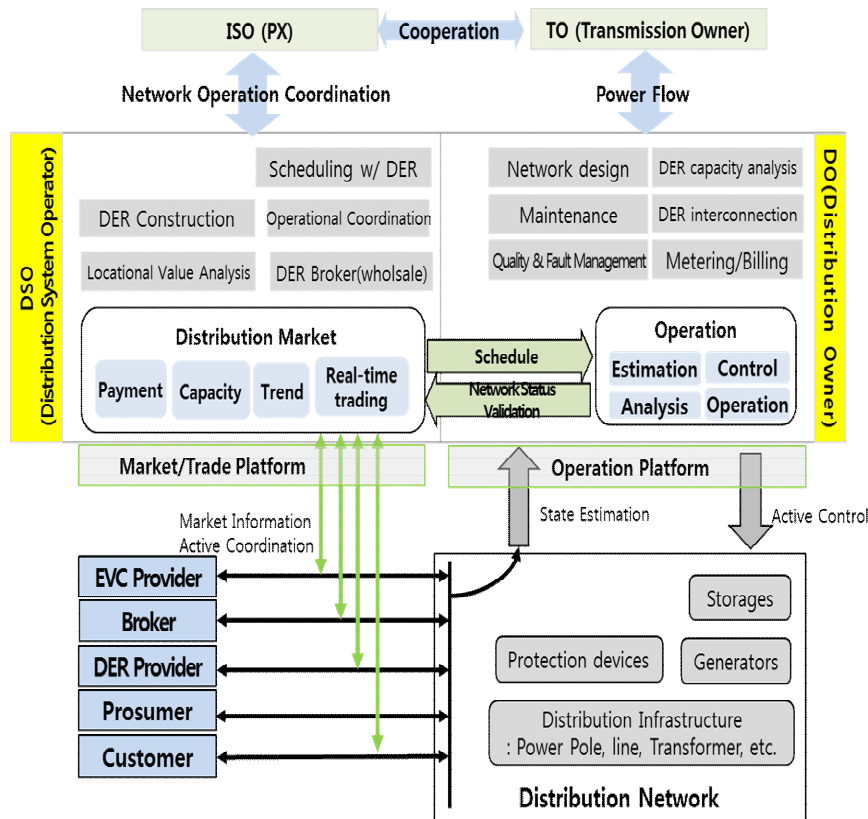 ISO (PX)
Cooperation
TO (Transmission Owner)
Network Operation Coordination
Power Flow
DSO
(Distribution System Operator)
Scheduling w/ DER
DER Construction
Operational Coordination
Locational Value Analysis
DER Broker(wholsale)
Network design
DER capacity analysis
Maintenance
DER interconnection
Quality & Fault Management
Metering/Billing
DO(Distribution Owner)
Distribution Market
Payment
Capacity
Trend
Real-time
trading
Schedule
Network Status
Validation
Operation
Estimation
Control
Analysis
Operation
Market/Trade Platform
Operation Platform
Market Information
Active Coordination
State Estimation
Active Control
EVC Provider
Broker
DER Provider
Prosumer
Customer
Storages
Protection devices
Generators
Distribution Infrastructure
: Power Pole, line, Transformer, etc.
Distribution Network